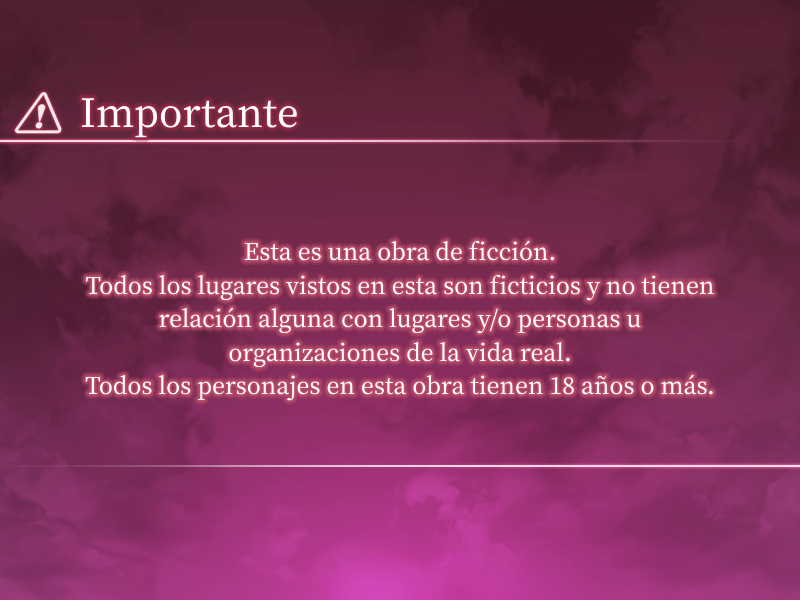 Importante
Esta es una obra de ficción.
Todos los lugares vistos en esta son ficticios y no tienen
relación alguna con lugares y/o personas u
organizaciones de la vida real.
Todos los personajes en esta obra tienen 18 años o más.